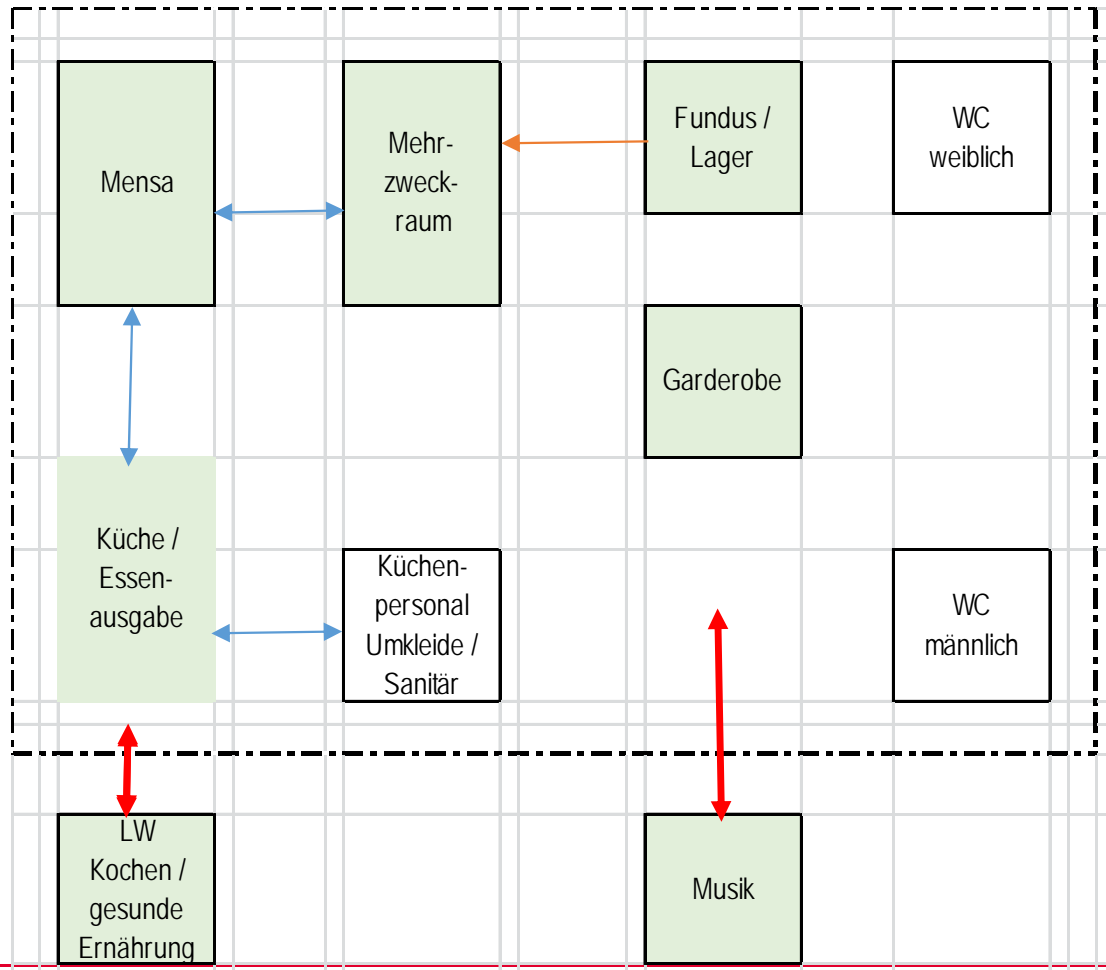 Mensa
Mehr-
zweck-
raum
Fundus /
Lager
WC
weiblich
Garderobe
Küche /
Essen-
ausgabe
Küchen-
personal
Umkleide /
Sanitär
WC
männlich
LW
Kochen /
gesunde
Ernährung
Musik